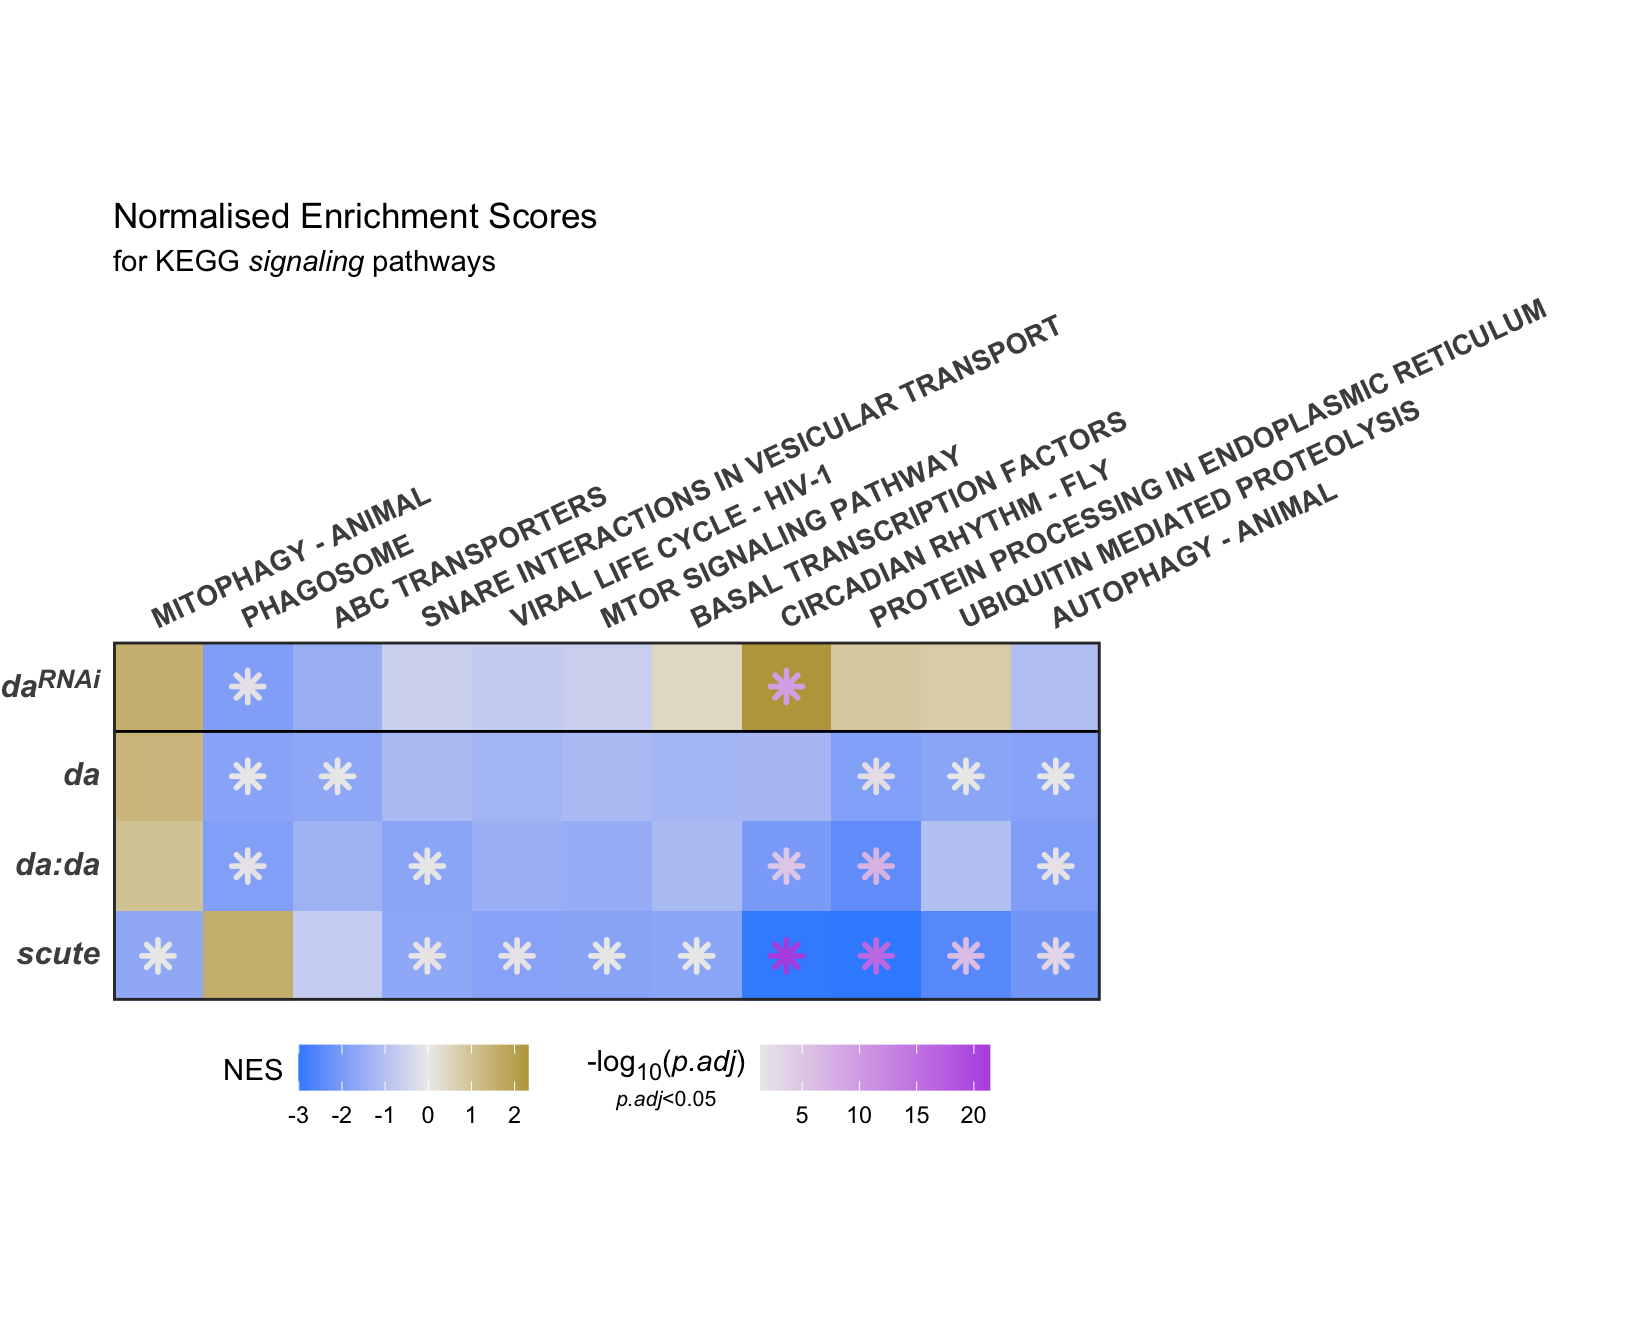 Normalised Enrichment Scores
for KEGG signaling pathways
MITOPHAGY - ANIMAL
PHAGOSOME
ABC TRANSPORTERS
SNARE INTERACTIONS IN VESICULAR TRANSPORT
VIRAL LIFE CYCLE - HIV-1
MTOR SIGNALING PATHWAY
BASAL TRANSCRIPTION FACTORS
CIRCADIAN RHYTHM - FLY
PROTEIN PROCESSING IN ENDOPLASMIC RETICULUM
UBIQUITIN MEDIATED PROTEOLYSIS
AUTOPHAGY - ANIMAL
daRNAi
da
da:da
scute
NES
-3 -2 -1 0 1 2
-log10(p.adj)
p.adj<0.05
5 10 15 20